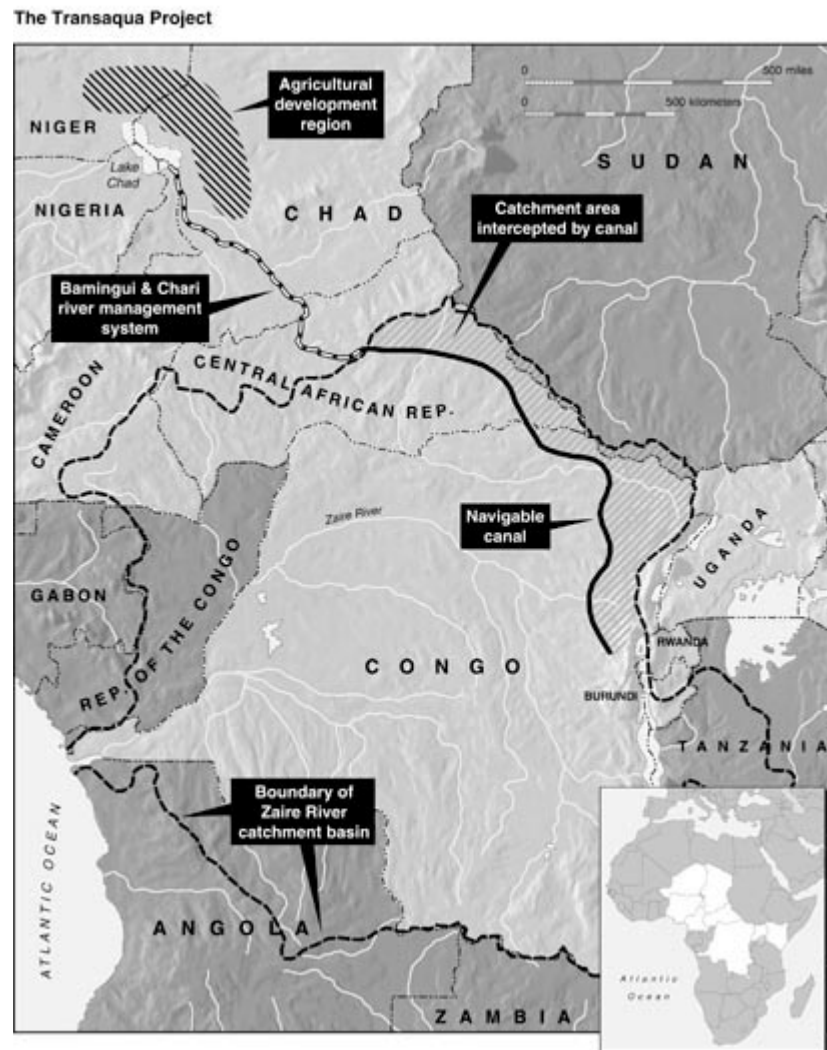 The Transaqua Project
Agricultural
development
region
0
500 miles
0
500 kilometers
NIGER
Lake
Chad
NIGERIA
CHAD
SUDAN
Catchment area
intercepted by canal
Bamingui & Chari
river management
system
CENTRAL AFRICAN REP.
CAMEROON
Zaire River
Navigable
canal
UGANDA
GABON
REP. OF THE CONGO
CONGO
RWANDA
BURUNDI
TANZANIA
Boundary of
Zaire River
catchment basin
ATLANTIC OCEAN
ANGOLA
ZAMBIA
Atlantic
Ocean